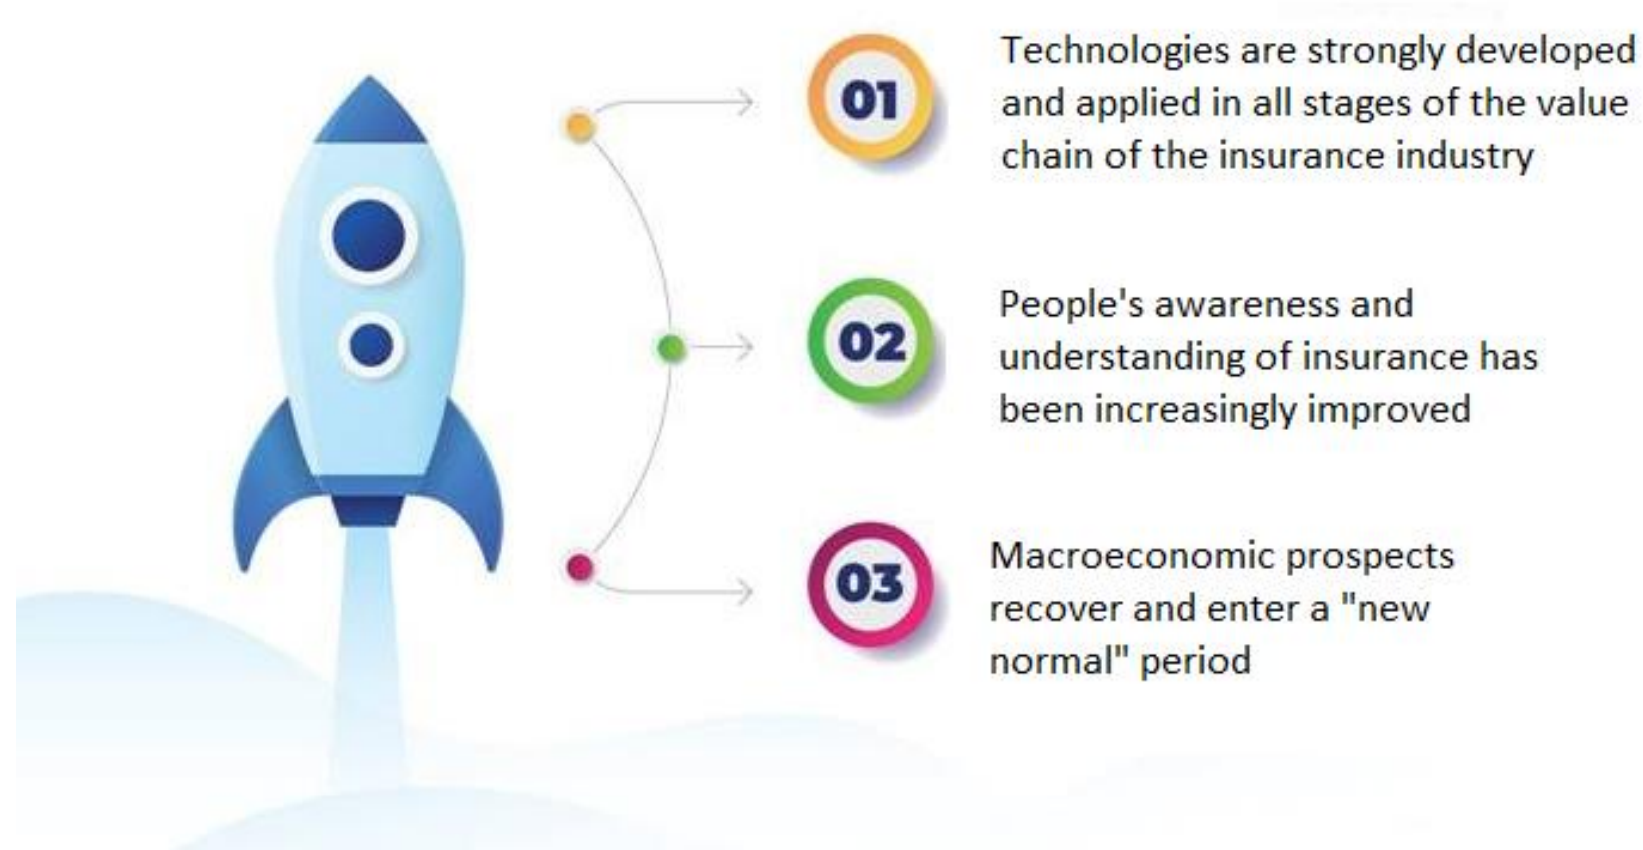 01
Technologies are strongly developed
and applied in all stages of the value
chain of the insurance industry
02
People's awareness and
understanding of insurance has
been increasingly improved
03
Macroeconomic prospects
recover and enter a "new
normal" period